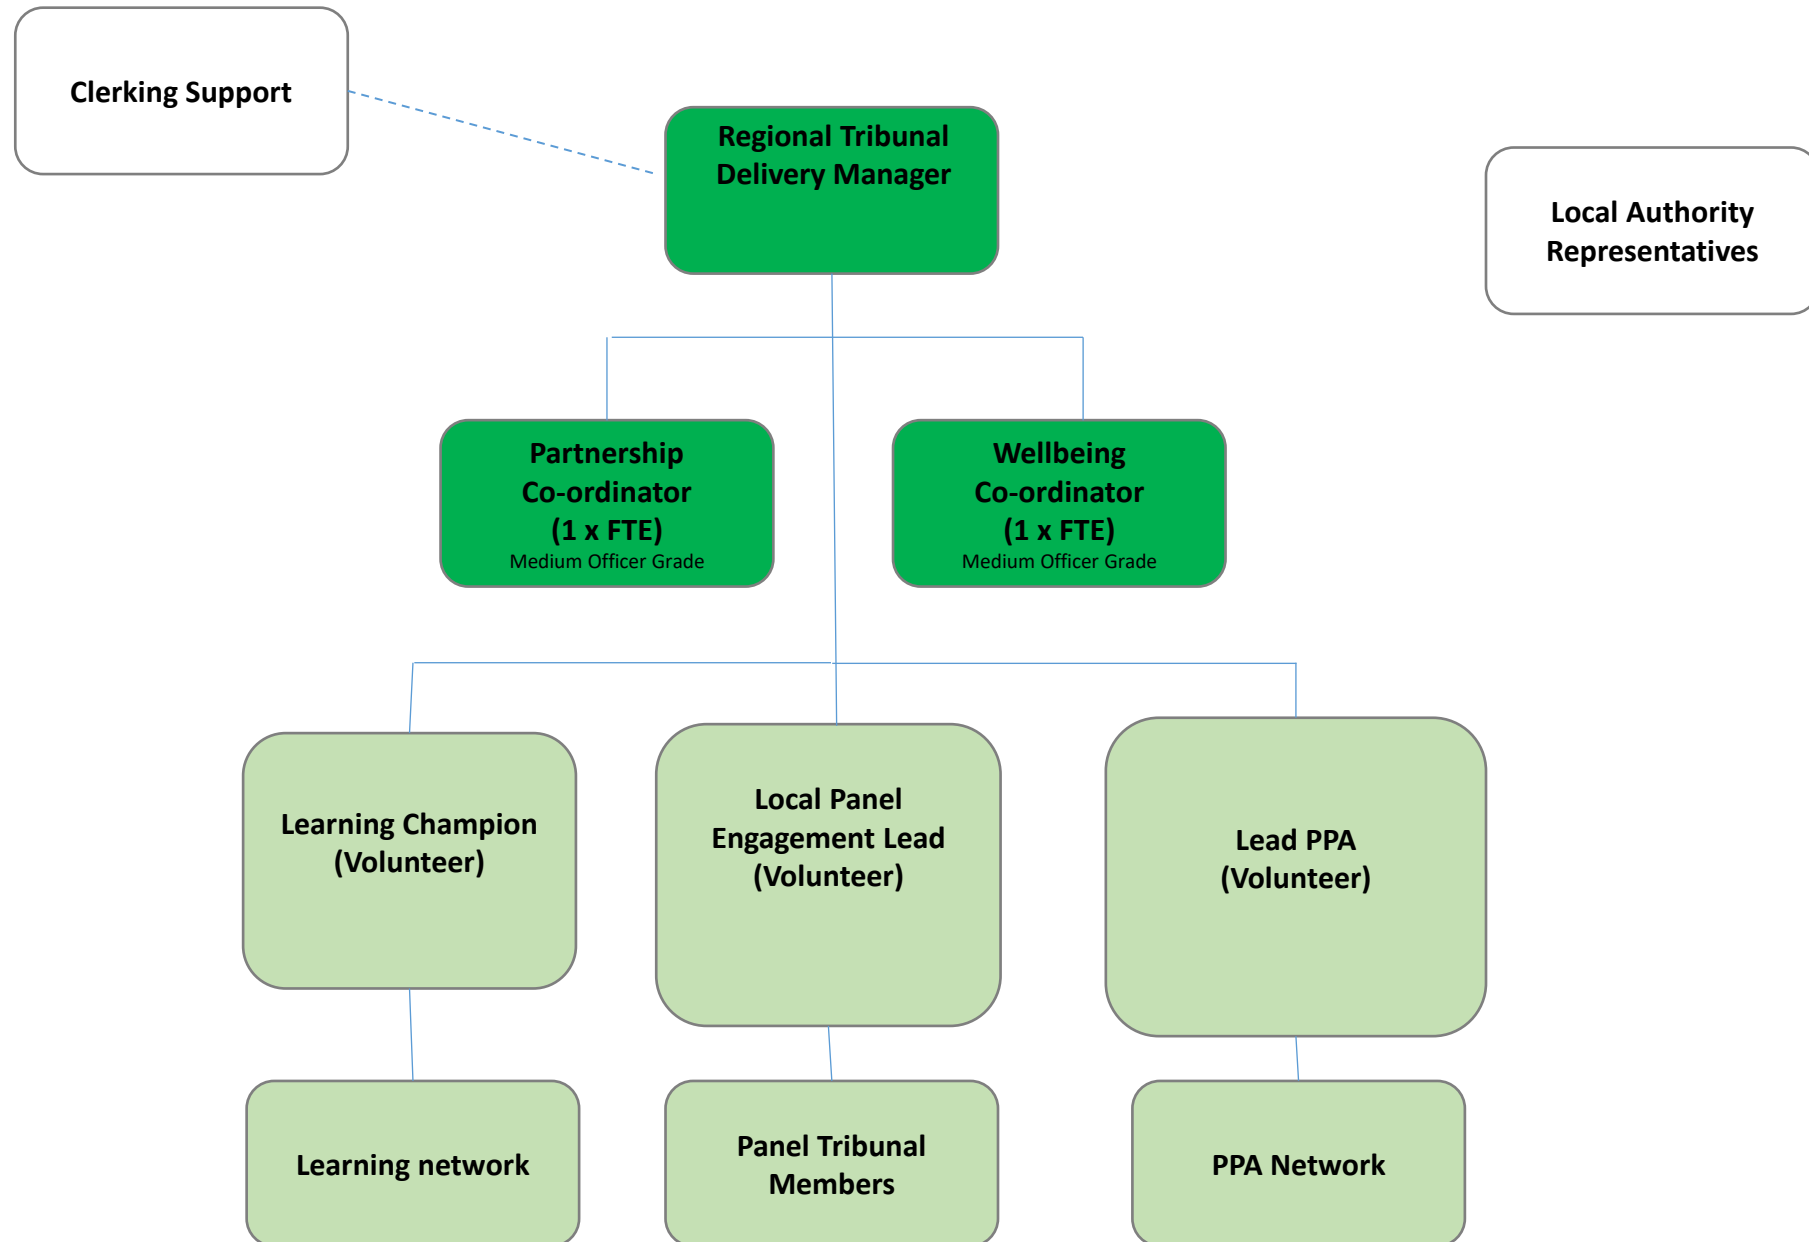 Clerking Support
Regional Tribunal
Delivery Manager
Local Authority
Representatives
Partnership
Co-ordinator
(1 x FTE)
Medium Officer Grade
Wellbeing
Co-ordinator
(1 x FTE)
Medium Officer Grade
Learning Champion
(Volunteer)
Local Panel
Engagement Lead
(Volunteer)
Lead PPA
(Volunteer)
Learning network
Panel Tribunal
Members
PPA Network